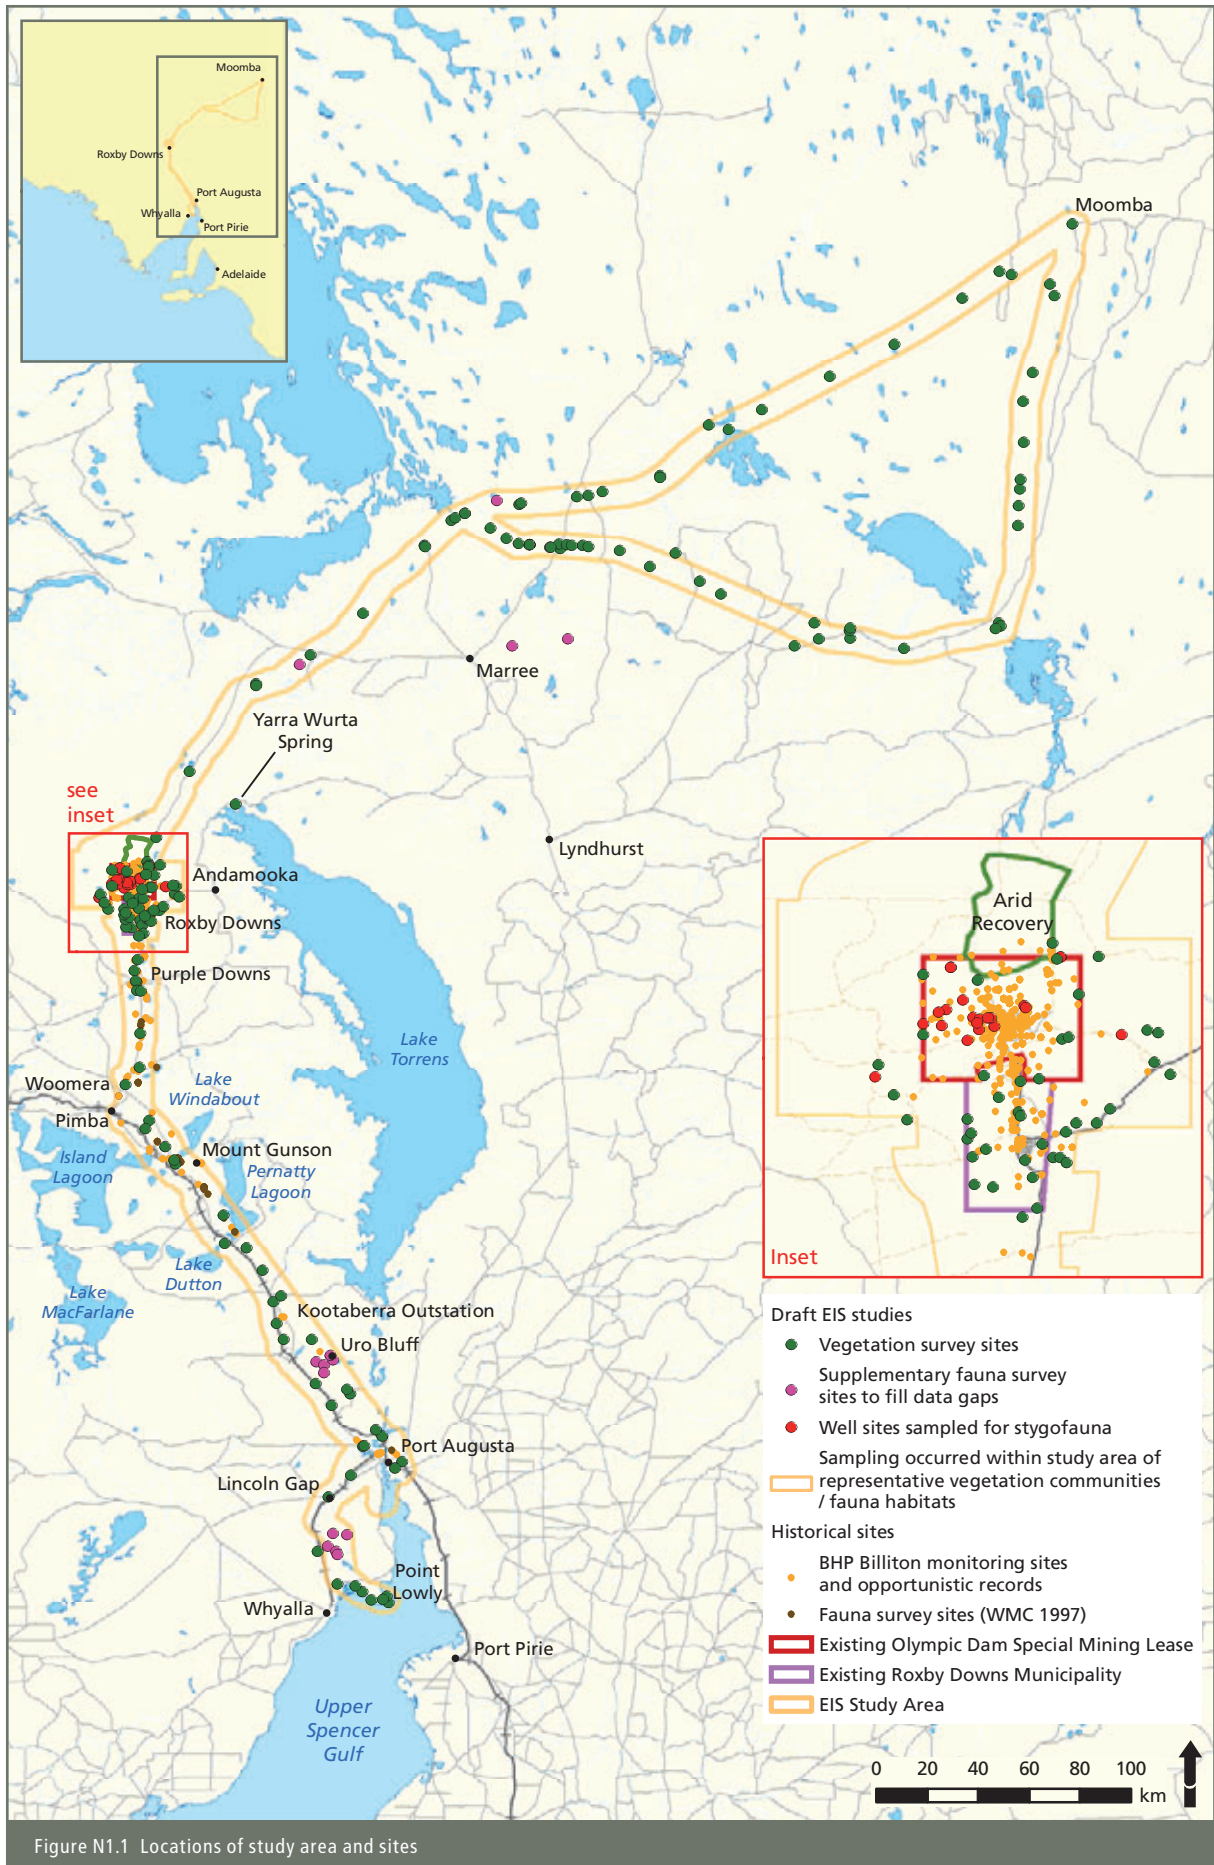 Moomba
Roxby Downs
Port Augusta
Whyalla
Port Pirie
Adelaide
Moomba
Marree
Yarra Wurta
Spring
see
inset
Lyndhurst
Andamooka
Roxby Downs
Purple Downs
Lake
Torrens
Woomera
Lake
Windabout
Pimba
Island
Lagoon
Mount Gunson
Pernatty
Lagoon
Lake
Dutton
Lake
MacFarlane
Kootaberra Outstation
Uro Bluff
Port Augusta
Lincoln Gap
Point
Lowly
Whyalla
Port Pirie
Upper
Spencer
Gulf
Arid
Recovery
Inset
Draft EIS studies
Vegetation survey sites
Supplementary fauna survey
sites to fill data gaps
Well sites sampled for stygofauna
Sampling occurred within study area of
representative vegetation communities
/ fauna habitats
Historical sites
BHP Billiton monitoring sites
and opportunistic records
Fauna survey sites (WMC 1997)
Existing Olympic Dam Special Mining Lease
Existing Roxby Downs Municipality
EIS Study Area
0 20 40 60 80 100
km
Figure N1.1 Locations of study area and sites